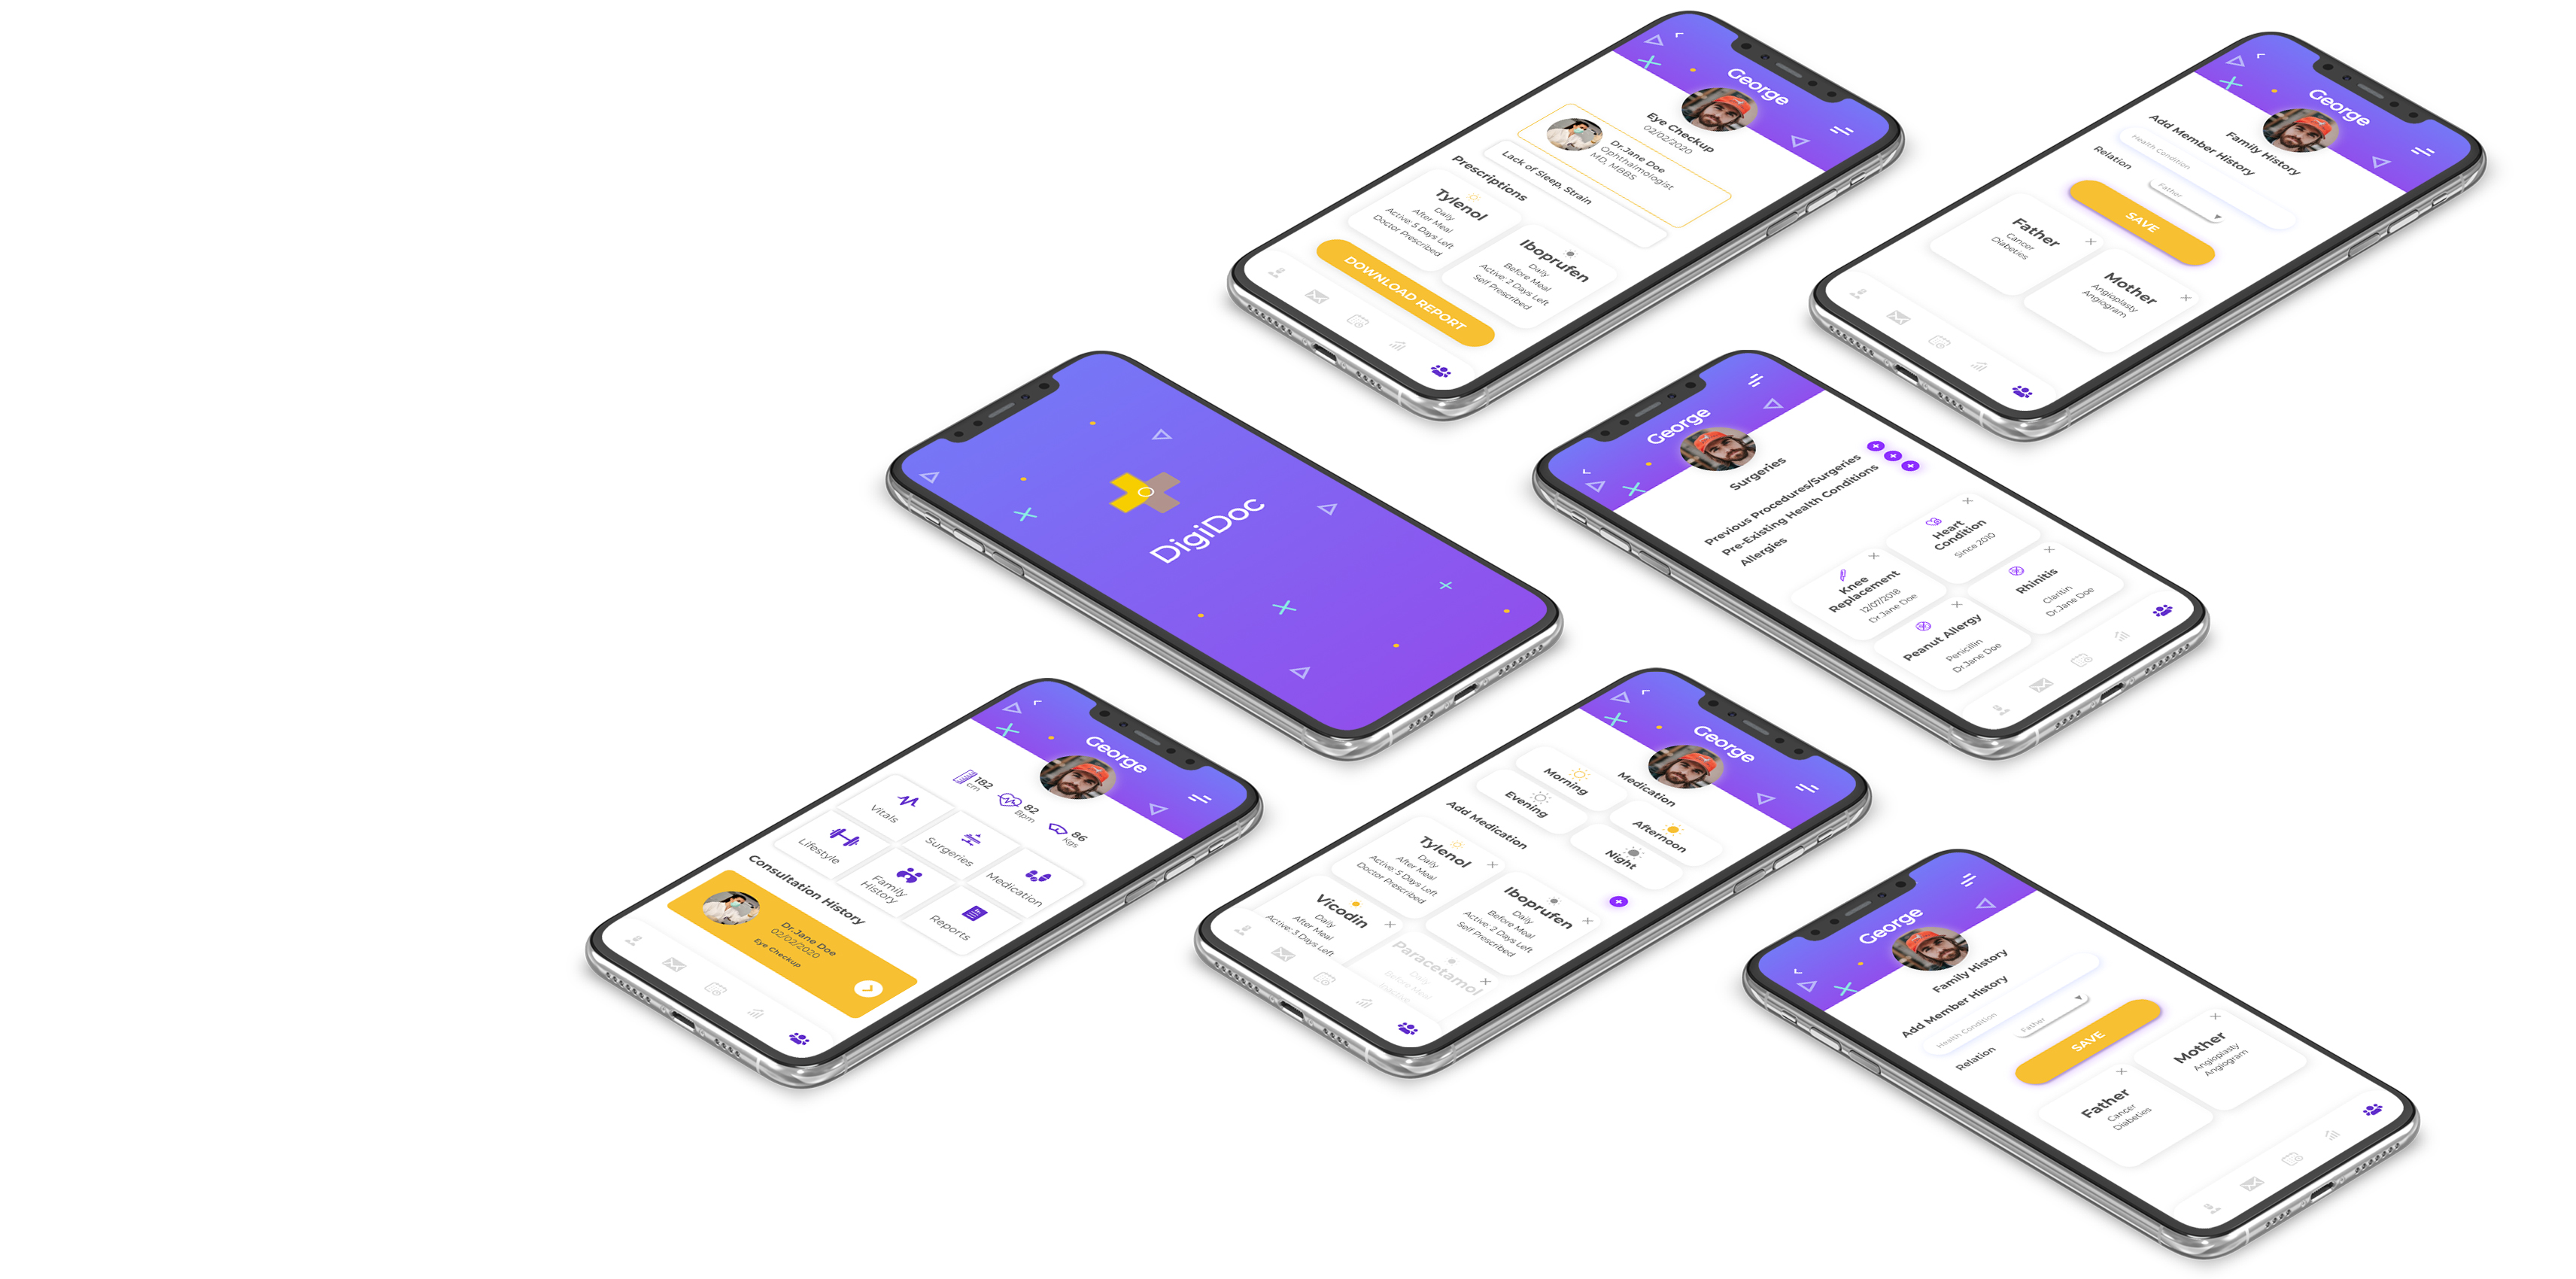 George
Eye Checkup
02/02/2020
Dr.Jane Doe
Ophthalmologist
MD, MBBS
Lack of Sleep, Strain
Prescriptions
Tylenol
Daily
After Meal
Active: 5 Days Left
Doctor Prescribed
Iboprufen
Daily
Before Meal
Active: 2 Days Left
Self Prescribed
DOWNLOAD REPORT
George
Family History
Add Member History
Health Condition
Relation
Father
SAVE
Father
Cancer
Diabeties
Mother
Angioplasty
Angiogram
DigiDoc
George
Surgeries
Previous Procedures/Surgeries
Pre-Existing Health Conditions
Allergies
Knee
Replacement
12/07/2018
Dr.Jane Doe
Heart
Condition
Since 2010
Peanut Allergy
Penicillin
Dr.Jane Doe
Rhinitis
Claritin
Dr.Jane Doe
George
182
cm
82
Bpm
86
Kgs
Vitals
Surgeries
Medication
Lifestyle
Family
History
Reports
Consultation History
Dr.Jane Doe
02/02/2020
Eye Checkup
George
Medication
Morning
Afternoon
Evening
Night
Add Medication
Tylenol
Daily
After Meal
Active: 5 Days Left
Doctor Prescribed
Iboprufen
Daily
Before Meal
Active: 2 Days Left
Self Prescribed
Vicodin
Daily
After Meal
Active: 3 Days Left
Paracetamol
Daily
Before Meal
Inactive
George
Family History
Add Member History
Health Condition
Relation
Father
SAVE
Father
Cancer
Diabeties
Mother
Angioplasty
Angiogram